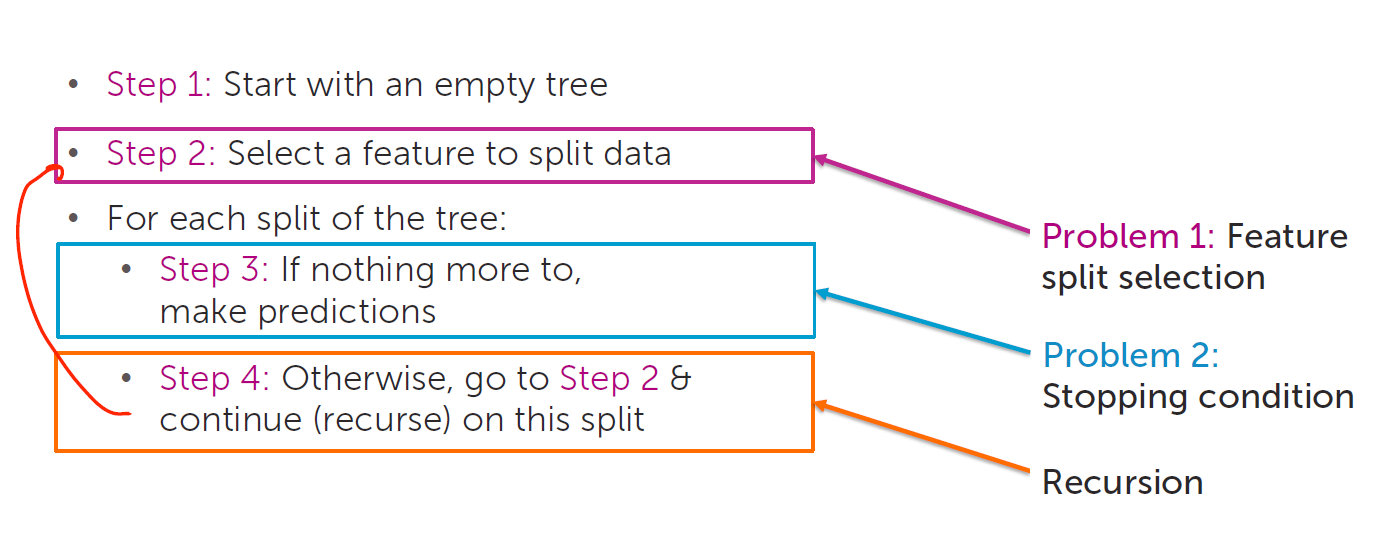 • Step 1: Start with an empty tree
• Step 2: Select a feature to split data
• For each split of the tree:
• Step 3: If nothing more to,
make predictions
• Step 4: Otherwise, go to Step 2 &
continue (recurse) on this split
Problem 1: Feature
split selection
Problem 2:
Stopping condition
Recursion